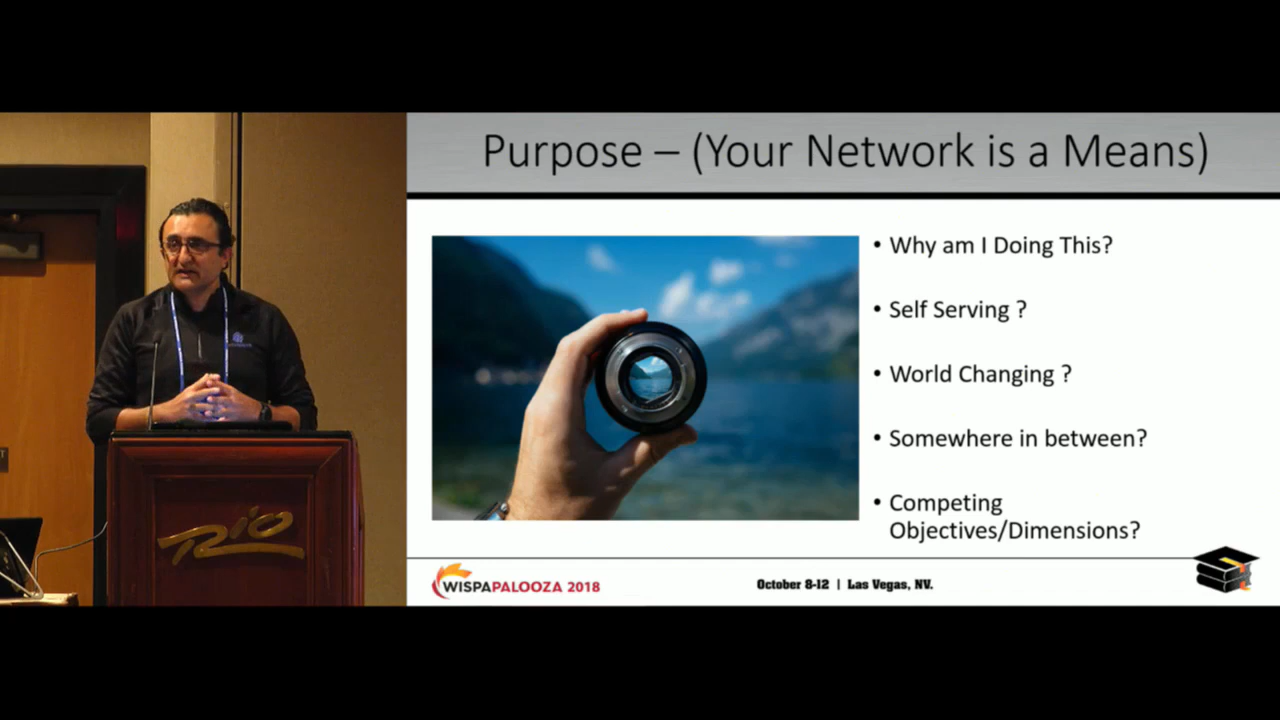 Purpose – (Your Network is a Means)
• Why am I Doing This?
• Self Serving ?
• World Changing ?
• Somewhere in between?
• Competing
Objectives/Dimensions?
Rio
WISPAPALOOZA 2018
October 8-12 | Las Vegas, NV.